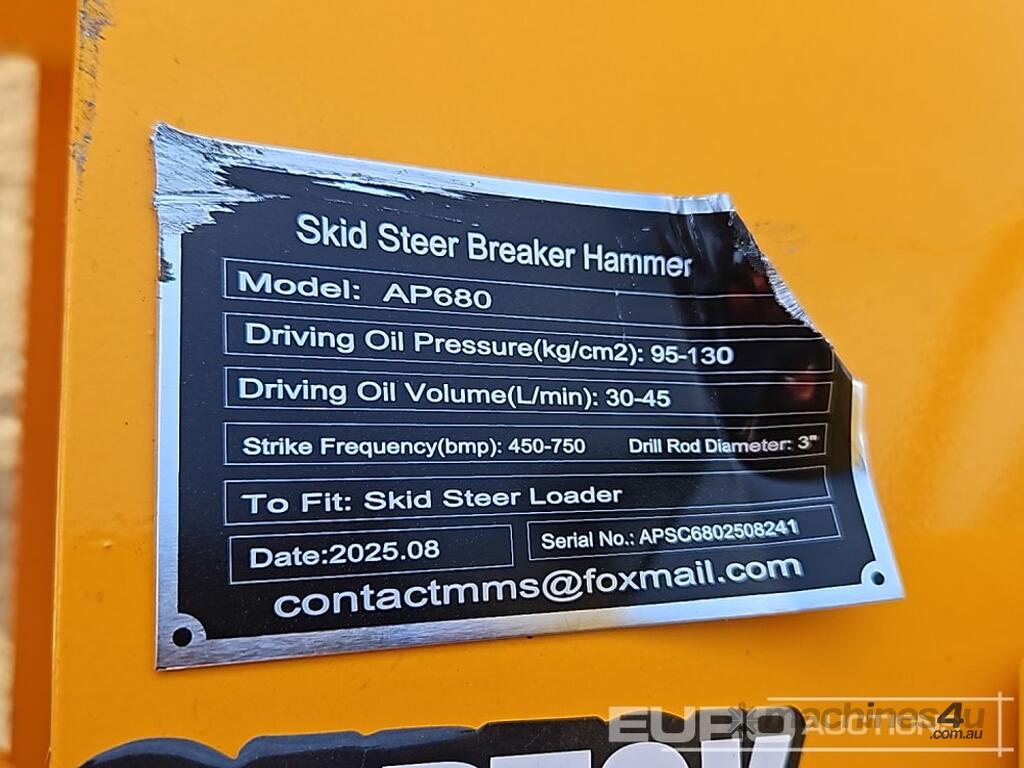 Skid Steer Breaker Hammer
Model: AP680
Driving Oil Pressure(kg/cm2): 95-130
Driving Oil Volume(L/min): 30-45
Strike Frequency(bmp): 450-750 Drill Rod Diameter: 3"
To Fit: Skid Steer Loader
Date:2025.08 Serial No.: APSC6802508241
contactmms@foxmail.com
machines4u
.com.au